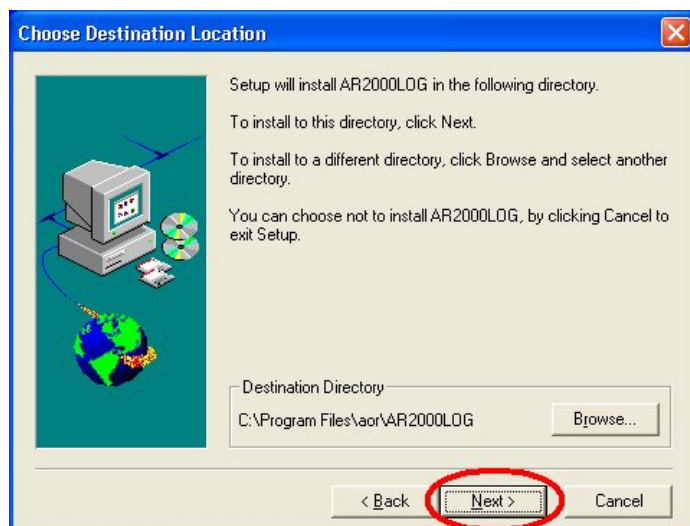 Choose Destination Location
Setup will install AR2000LOG in the following directory.
To install to this directory, click Next.
To install to a different directory, click Browse and select another
directory.
You can choose not to install AR2000LOG, by clicking Cancel to
exit Setup.
Destination Directory
C:\Program Files\aor\AR2000LOG
Browse...
< Back
Next >
Cancel